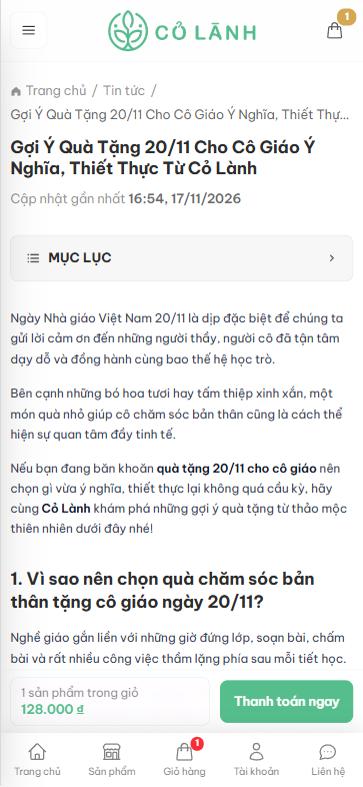 CỎ LÃNH
1
Trang chủ / Tin tức /
Gợi Ý Quà Tặng 20/11 Cho Cô Giáo Ý Nghĩa, Thiết Thự...
Gợi Ý Quà Tặng 20/11 Cho Cô Giáo Ý
Nghĩa, Thiết Thực Từ Cỏ Lành
Cập nhật gần nhất 16:54, 17/11/2026
MỤC LỤC
Ngày Nhà giáo Việt Nam 20/11 là dịp đặc biệt để chúng ta
gửi lời cảm ơn đến những người thầy, người cô đã tận tâm
dạy dỗ và đồng hành cùng bao thế hệ học trò.
Bên cạnh những bó hoa tươi hay tấm thiệp xinh xắn, một
món quà nhỏ giúp cô chăm sóc bản thân cũng là cách thể
hiện sự quan tâm đầy tinh tế.
Nếu bạn đang băn khoăn quà tặng 20/11 cho cô giáo nên
chọn gì vừa ý nghĩa, thiết thực lại không quá cầu kỳ, hãy
cùng Cỏ Lành khám phá những gợi ý quà tặng từ thảo mộc
thiên nhiên dưới đây nhé!
1. Vì sao nên chọn quà chăm sóc bản
thân tặng cô giáo ngày 20/11?
Nghề giáo gắn liền với những giờ đứng lớp, soạn bài, chấm
bài và rất nhiều công việc thầm lặng phía sau mỗi tiết học.
1 sản phẩm trong giỏ
128.000 ₫
Thanh toán ngay
1
Trang chủ Sản phẩm Giỏ hàng Tài khoản Liên hệ